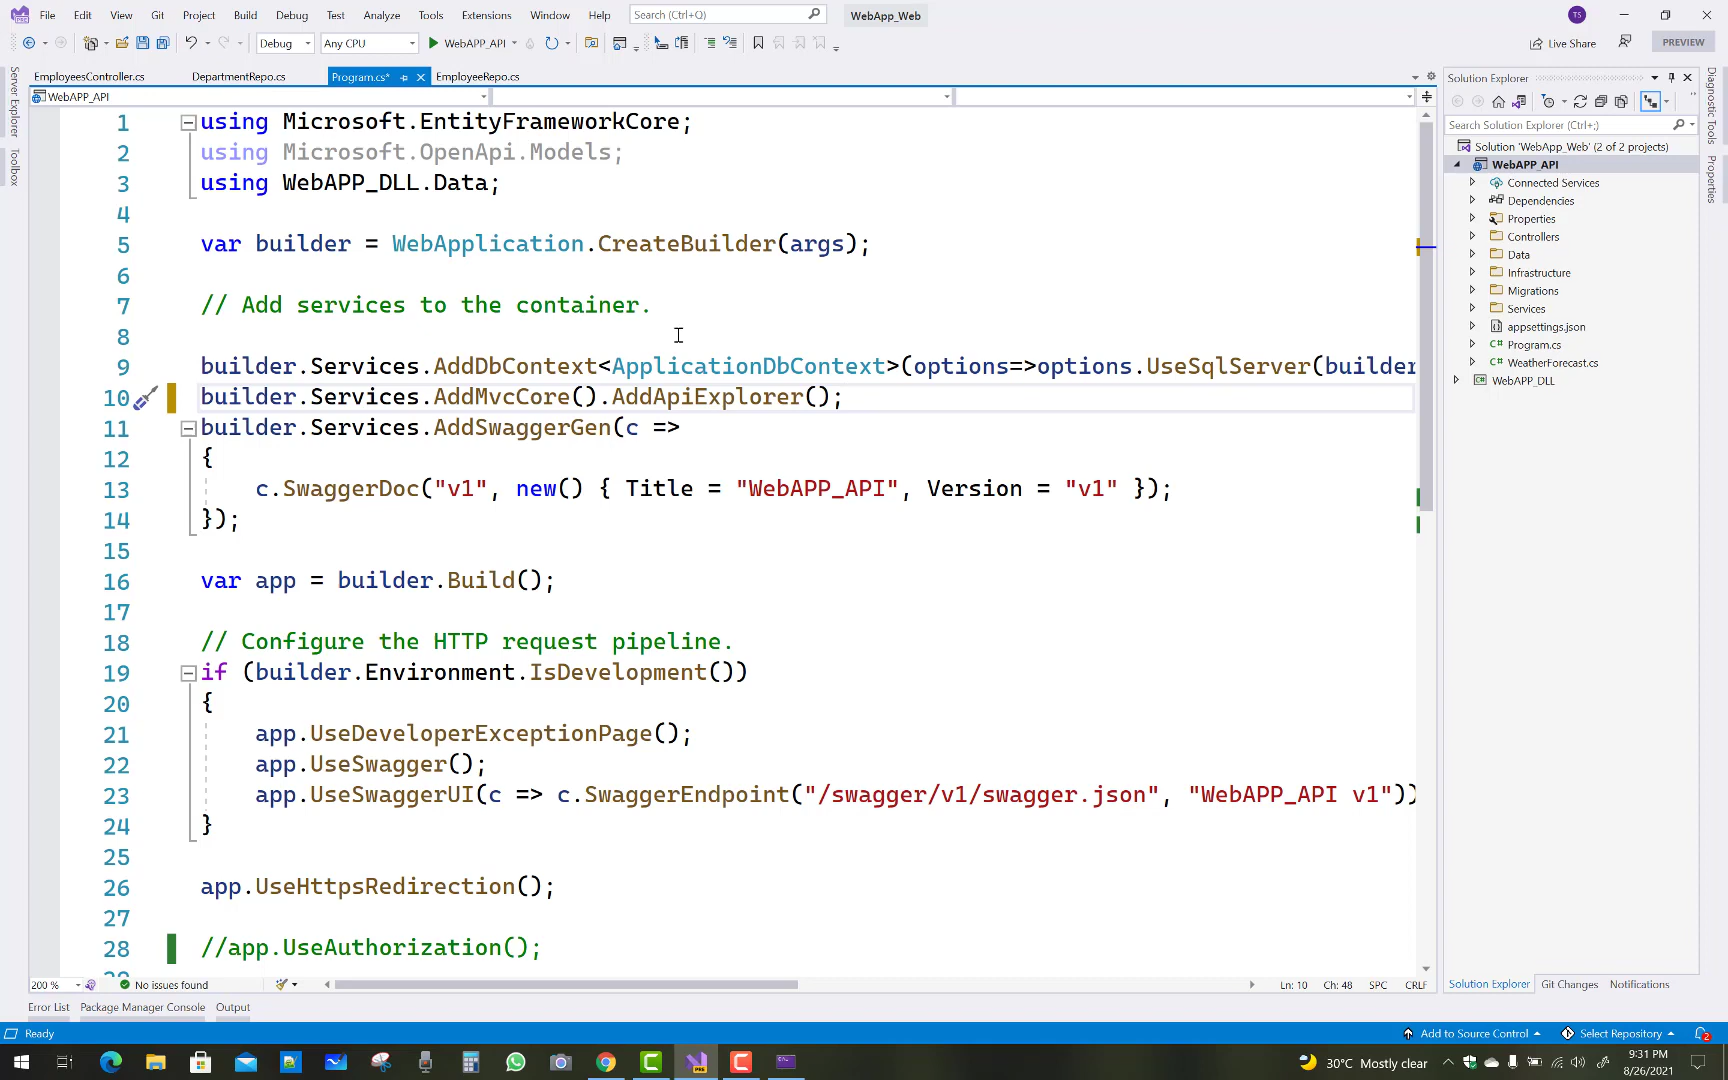 File Edit View Git Project Build Debug Test Analyze Tools Extensions Window Help Search (Ctrl+Q) WebApp_Web TS
Debug Any CPU WebAPP_API Live Share PREVIEW
EmployeesController.cs DepartmentRepo.cs Program.cs* EmployeeRepo.cs
WebAPP_API
Server Explorer
Toolbox
1 using Microsoft.EntityFrameworkCore;
2 using Microsoft.OpenApi.Models;
3 using WebAPP_DLL.Data;
4
5 var builder = WebApplication.CreateBuilder(args);
6
7 // Add services to the container.
8
9 builder.Services.AddDbContext<ApplicationDbContext>(options=>options.UseSqlServer(builder
10 builder.Services.AddMvcCore().AddApiExplorer();
11 builder.Services.AddSwaggerGen(c =>
12 {
13 c.SwaggerDoc("v1", new() { Title = "WebAPP_API", Version = "v1" });
14 });
15
16 var app = builder.Build();
17
18 // Configure the HTTP request pipeline.
19 if (builder.Environment.IsDevelopment())
20 {
21 app.UseDeveloperExceptionPage();
22 app.UseSwagger();
23 app.UseSwaggerUI(c => c.SwaggerEndpoint("/swagger/v1/swagger.json", "WebAPP_API v1"))
24 }
25
26 app.UseHttpsRedirection();
27
28 //app.UseAuthorization();
200 % No issues found Ln: 10 Ch: 48 SPC CRLF
Solution Explorer
Search Solution Explorer (Ctrl+;)
Solution 'WebApp_Web' (2 of 2 projects)
WebAPP_API
Connected Services
Dependencies
Properties
Controllers
Data
Infrastructure
Migrations
Services
appsettings.json
Program.cs
WeatherForecast.cs
WebAPP_DLL
Diagnostic Tools
Properties
Solution Explorer Git Changes Notifications
Error List Package Manager Console Output
Ready Add to Source Control Select Repository 2
30°C Mostly clear
9:31 PM
8/26/2021